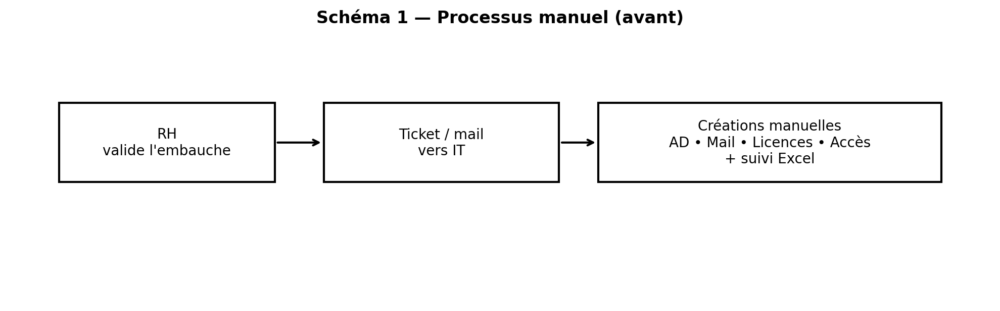 Schéma 1 — Processus manuel (avant)
RH
valide l'embauche
Ticket / mail
vers IT
Créations manuelles
AD • Mail • Licences • Accès
+ suivi Excel